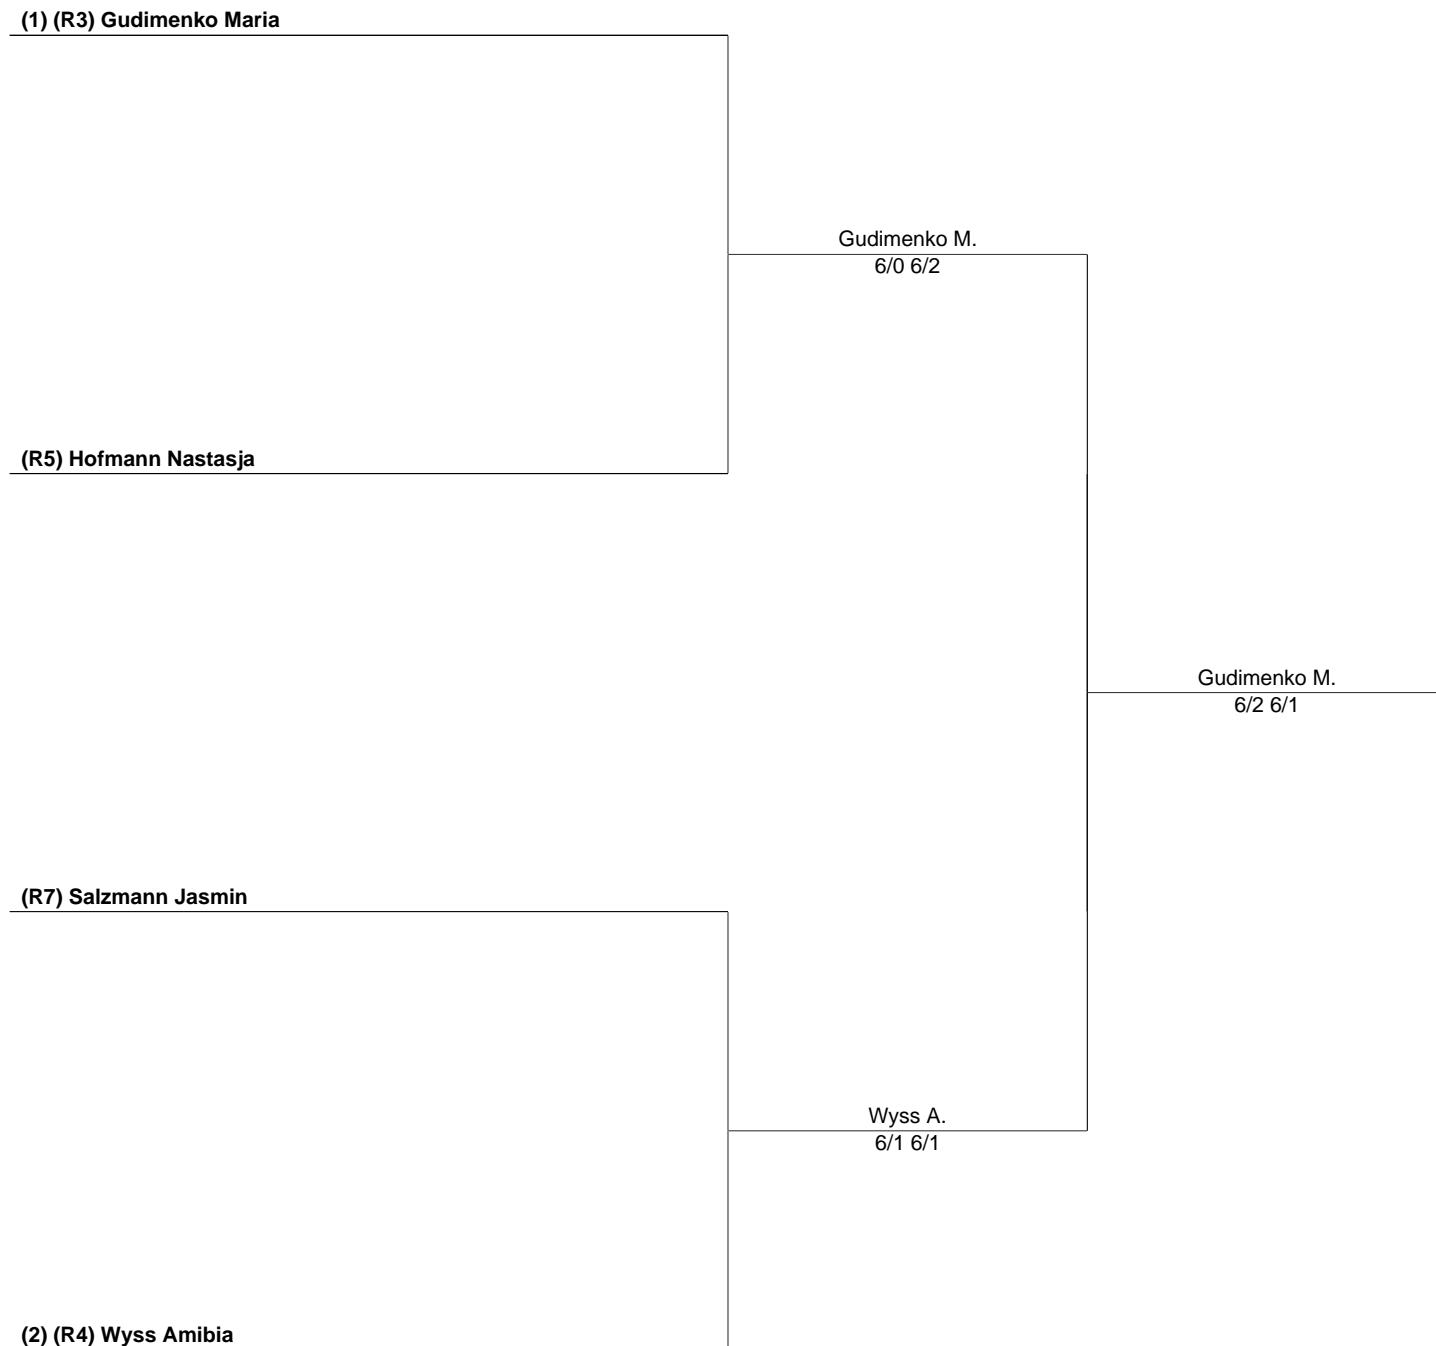 (1) (R3) Gudimenko Maria
Gudimenko M.
6/0 6/2
(R5) Hofmann Nastasja
Gudimenko M.
6/2 6/1
(R7) Salzmann Jasmin
Wyss A.
6/1 6/1
(2) (R4) Wyss Amibia